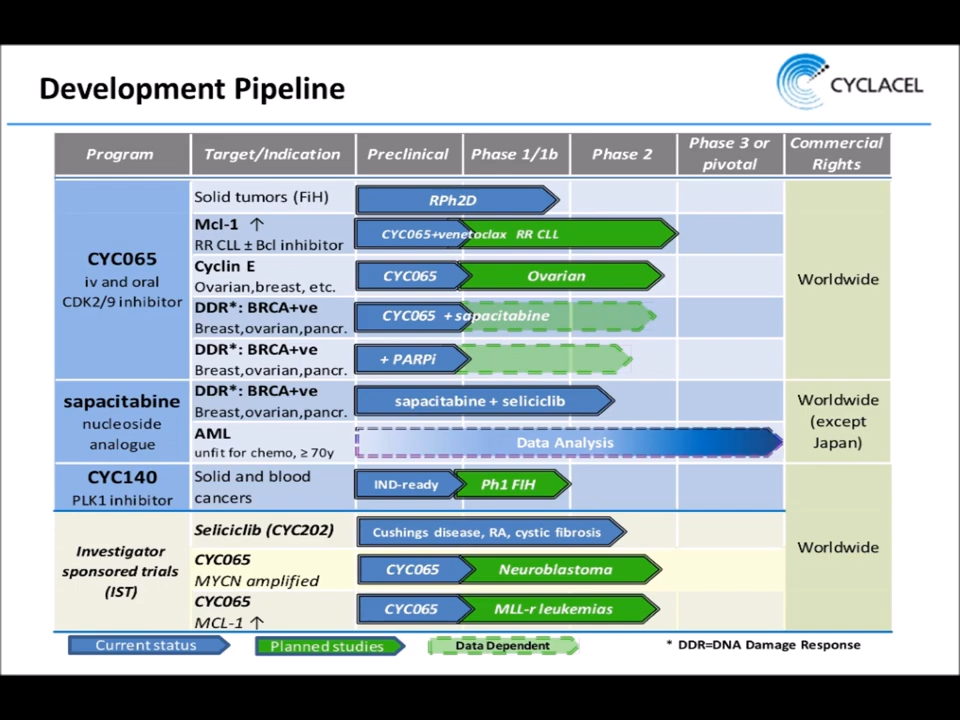 Development Pipeline
CYCLACEL
Program
Target/Indication
Preclinical
Phase 1/1b
Phase 2
Phase 3 or
pivotal
Commercial
Rights
CYC065
iv and oral
CDK2/9 inhibitor
Solid tumors (FiH)
RPh2D
Mcl-1 ↑
RR CLL ± Bcl inhibitor
CYC065+venetoclax RR CLL
Cyclin E
Ovarian,breast, etc.
CYC065
Ovarian
DDR*: BRCA+ve
Breast,ovarian,pancr.
CYC065 + sapacitabine
DDR*: BRCA+ve
Breast,ovarian,pancr.
+ PARPi
Worldwide
sapacitabine
nucleoside
analogue
DDR*: BRCA+ve
Breast,ovarian,pancr.
sapacitabine + seliciclib
AML
unfit for chemo, ≥ 70y
Data Analysis
Worldwide
(except
Japan)
CYC140
PLK1 inhibitor
Solid and blood
cancers
IND-ready
Ph1 FIH
Investigator
sponsored trials
(IST)
Seliciclib (CYC202)
Cushings disease, RA, cystic fibrosis
CYC065
MYCN amplified
CYC065
Neuroblastoma
CYC065
MCL-1 ↑
CYC065
MLL-r leukemias
Worldwide
Current status
Planned studies
Data Dependent
* DDR=DNA Damage Response